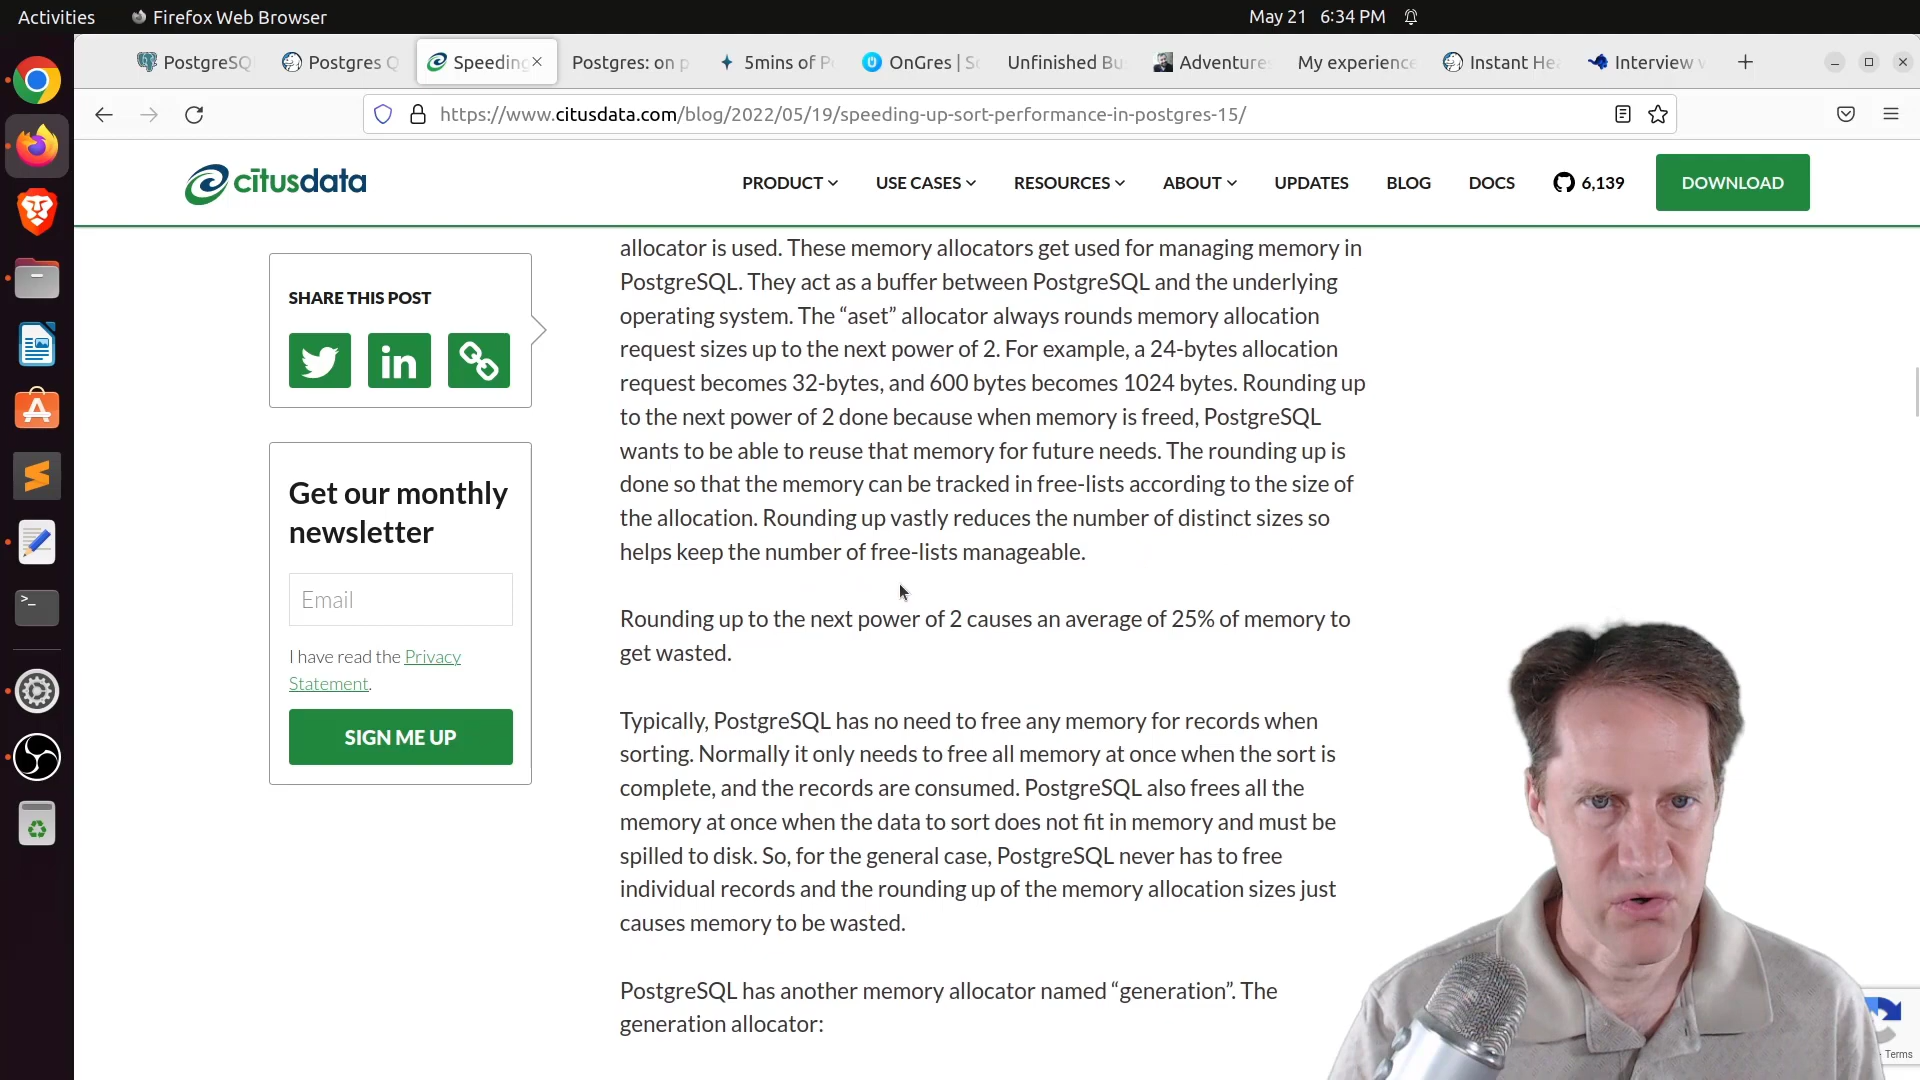 Activities
Firefox Web Browser
May 21 6:34 PM
PostgreSQ
Postgres Q
Speeding
Postgres: on p
5mins of P
OnGres | S
Unfinished Bu
Adventure
My experience
Instant He
Interview
https://www.citusdata.com/blog/2022/05/19/speeding-up-sort-performance-in-postgres-15/
citusdata
PRODUCT
USE CASES
RESOURCES
ABOUT
UPDATES
BLOG
DOCS
6,139
DOWNLOAD
SHARE THIS POST
Get our monthly
newsletter
Email
I have read the Privacy
Statement.
SIGN ME UP
allocator is used. These memory allocators get used for managing memory in
PostgreSQL. They act as a buffer between PostgreSQL and the underlying
operating system. The “aset” allocator always rounds memory allocation
request sizes up to the next power of 2. For example, a 24-bytes allocation
request becomes 32-bytes, and 600 bytes becomes 1024 bytes. Rounding up
to the next power of 2 done because when memory is freed, PostgreSQL
wants to be able to reuse that memory for future needs. The rounding up is
done so that the memory can be tracked in free-lists according to the size of
the allocation. Rounding up vastly reduces the number of distinct sizes so
helps keep the number of free-lists manageable.
Rounding up to the next power of 2 causes an average of 25% of memory to
get wasted.
Typically, PostgreSQL has no need to free any memory for records when
sorting. Normally it only needs to free all memory at once when the sort is
complete, and the records are consumed. PostgreSQL also frees all the
memory at once when the data to sort does not fit in memory and must be
spilled to disk. So, for the general case, PostgreSQL never has to free
individual records and the rounding up of the memory allocation sizes just
causes memory to be wasted.
PostgreSQL has another memory allocator named “generation”. The
generation allocator:
- Terms